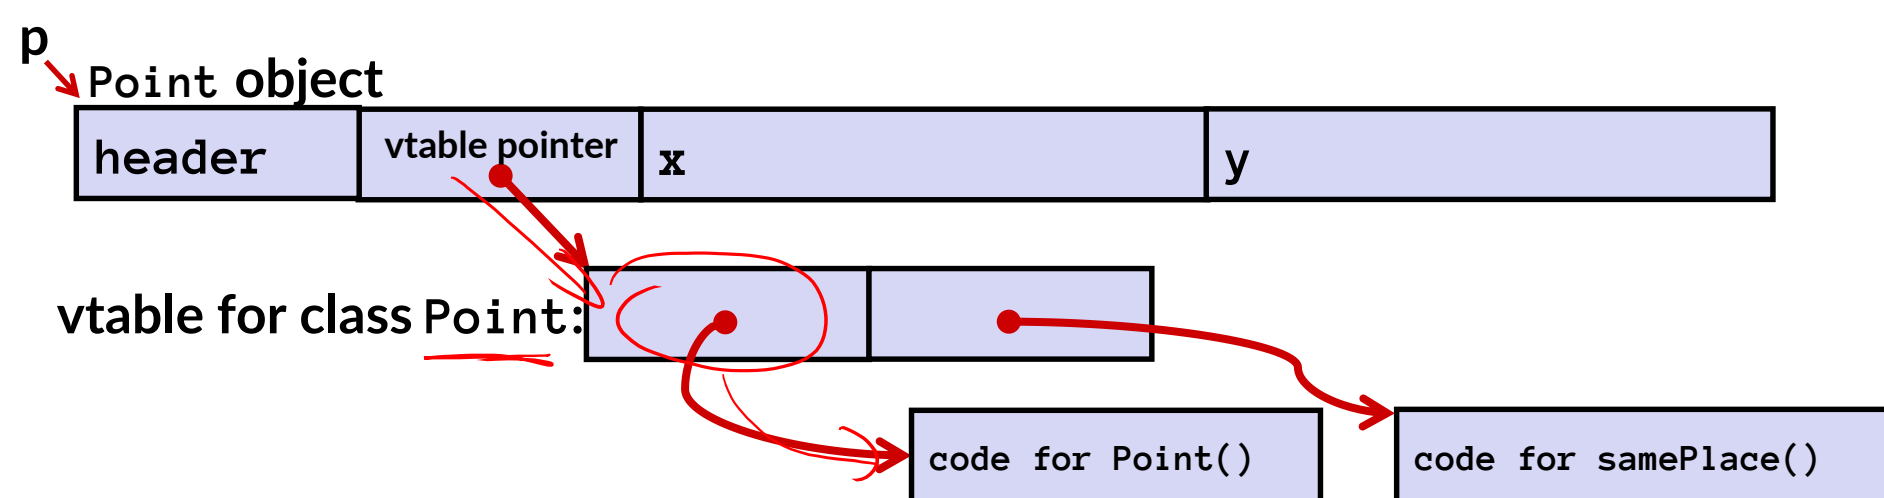 p
Point object
header vtable pointer x y
vtable for class Point:
code for Point() code for samePlace()